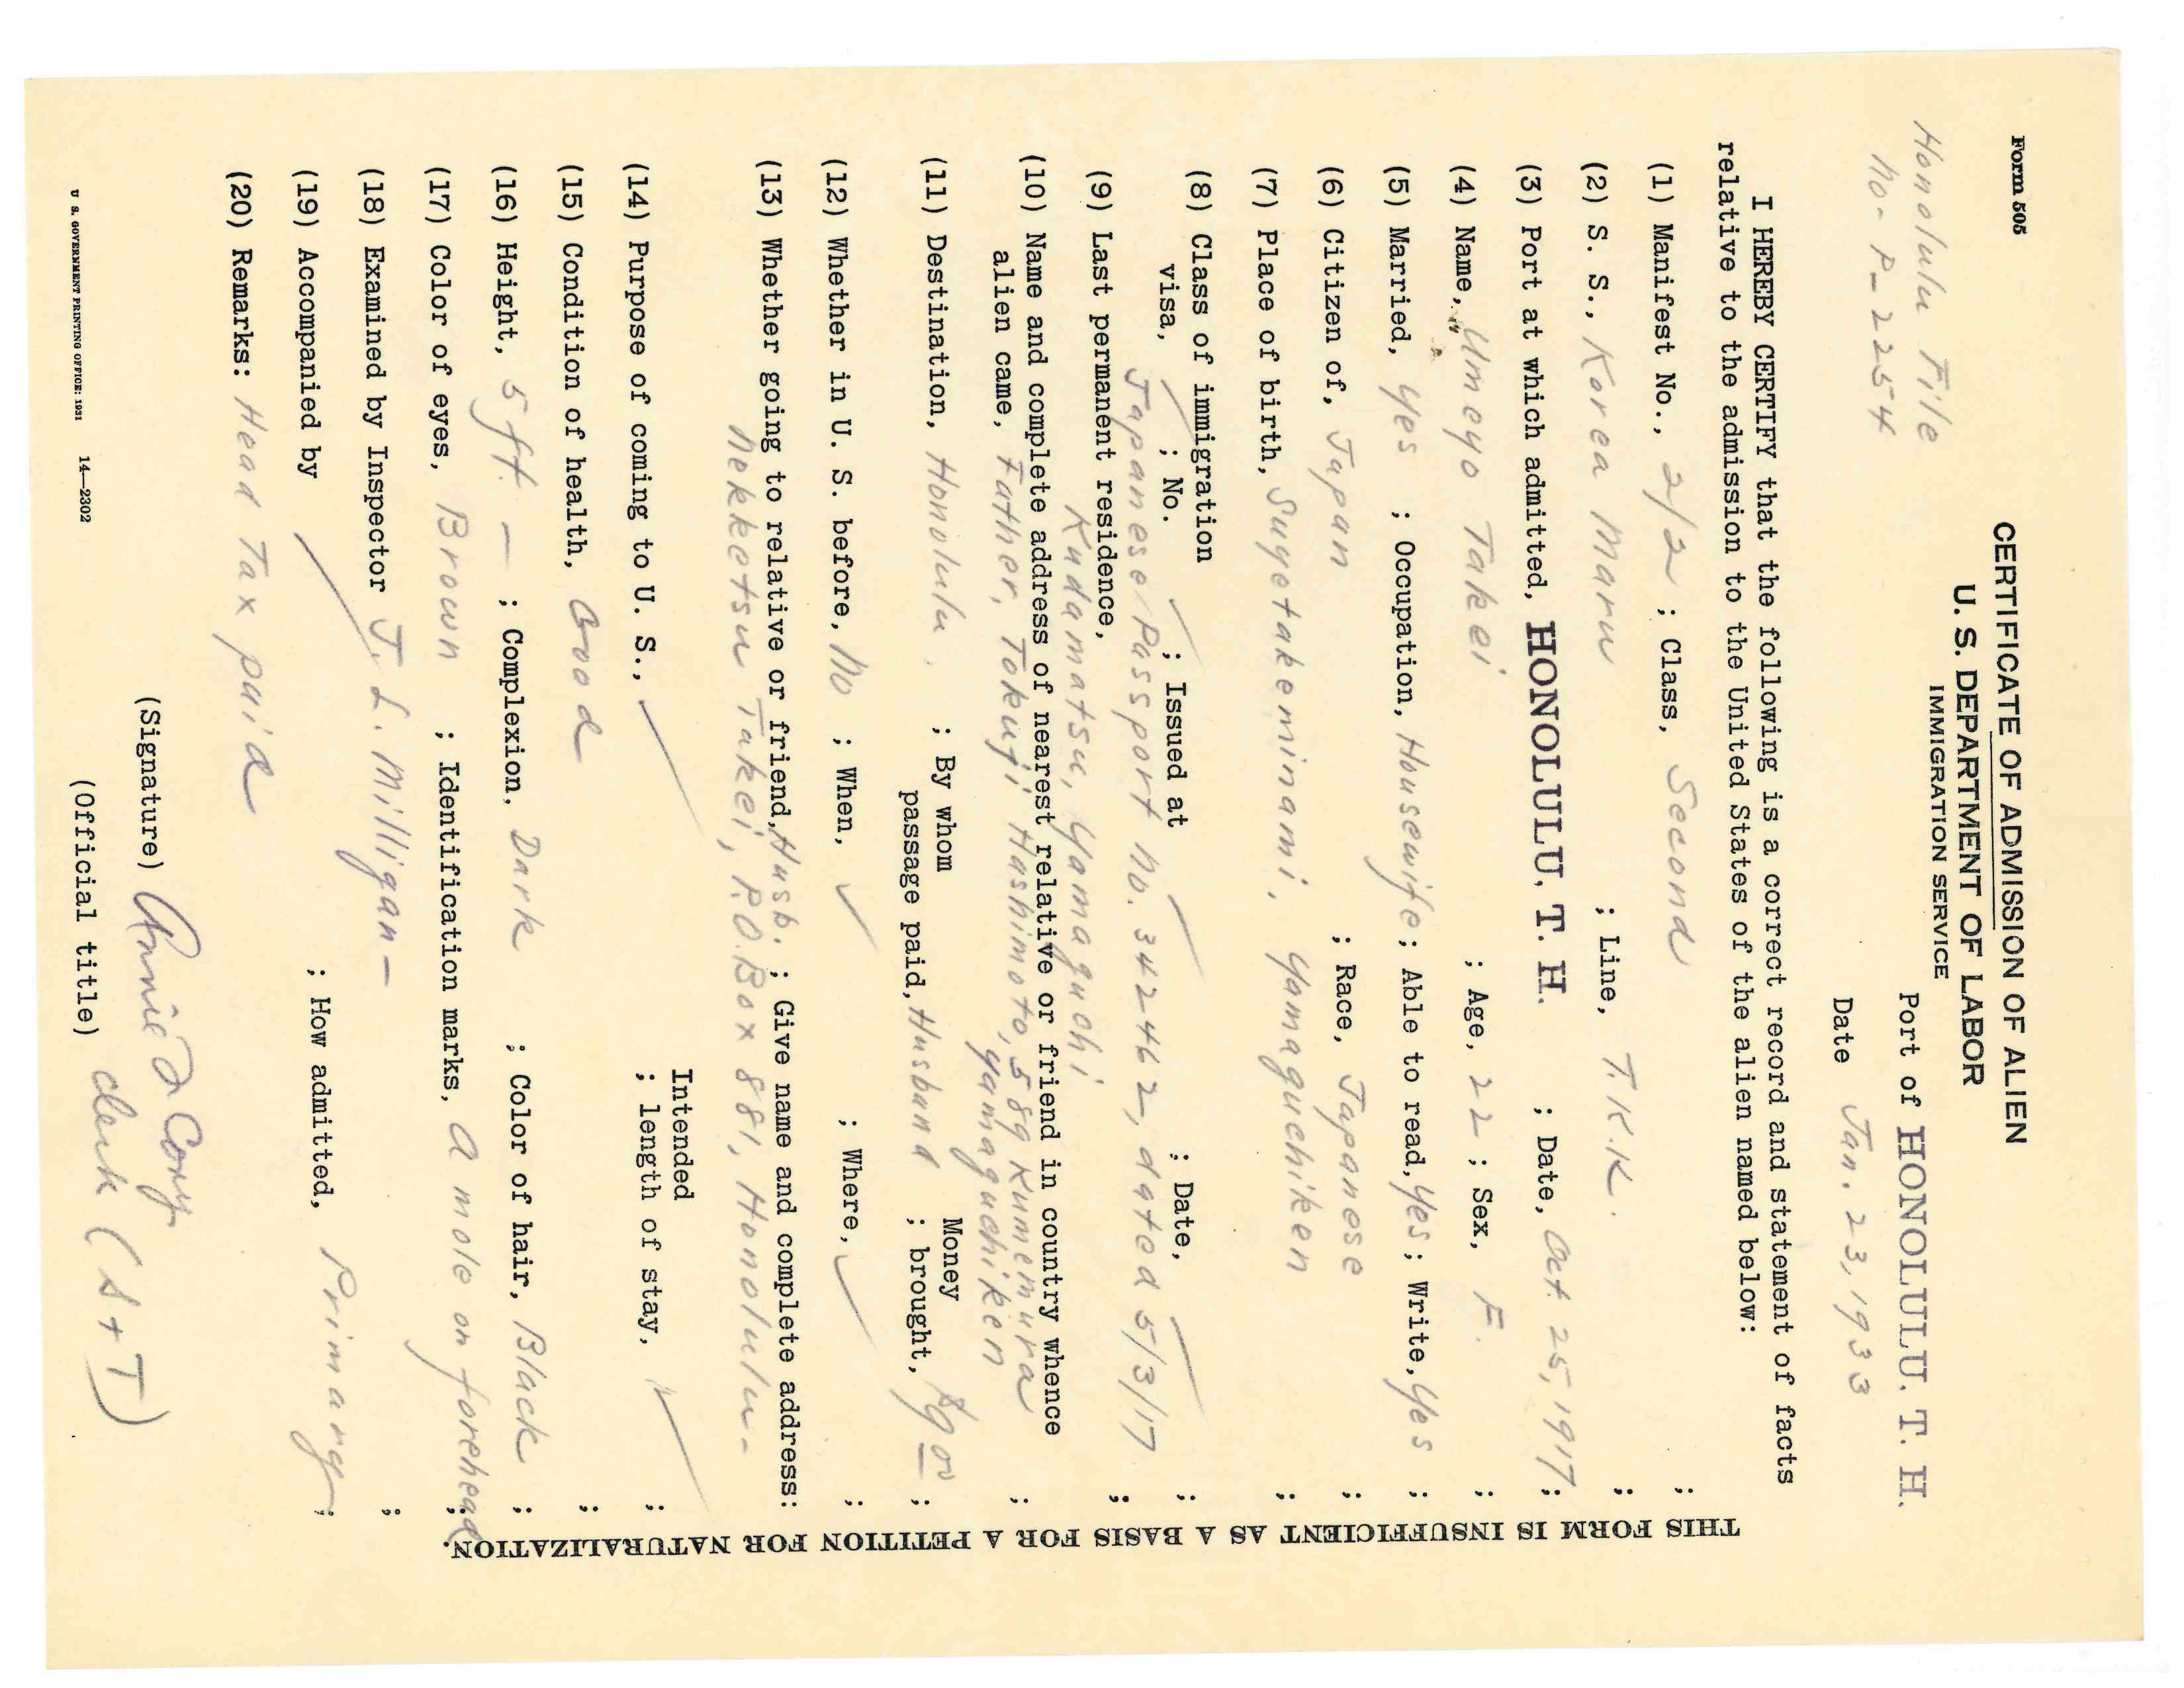 Form 505
CERTIFICATE OF ADMISSION OF ALIEN
U. S. DEPARTMENT OF LABOR
IMMIGRATION SERVICE
Honolulu File
no- P-2254
Port of HONOLULU, T. H.
Date Jan. 23, 1933
I HEREBY CERTIFY that the following is a correct record and statement of facts
relative to the admission to the United States of the alien named below:
(1) Manifest No., 2/2 ; Class, Second ;
(2) S. S., Korea Maru ; Line, T.K.K. ;
(3) Port at which admitted, HONOLULU, T. H. ; Date, Oct. 25, 1917;
(4) Name, Umeyo Takei ; Age, 22 ; Sex, F. ;
(5) Married, yes ; Occupation, Housewife; Able to read, yes; Write, yes ;
(6) Citizen of, Japan ; Race, Japanese ;
(7) Place of birth, Suyetakeminami, Yamaguchiken ;
(8) Class of immigration
visa, ; No. ; Issued at ; Date, ;
Japanese Passport no. 342462, dated 5/3/17
(9) Last permanent residence, ;
Kudamatsu, Yamaguchi
(10) Name and complete address of nearest relative or friend in country whence
alien came, Father, Tokuji Hashimoto, 589 Kumemura ;
Yamaguchiken
(11) Destination, Honolulu ; By whom
passage paid, Husband ; Money
brought, $9.00 ;
(12) Whether in U. S. before, no ; When, ✓ ; Where, ✓ ;
(13) Whether going to relative or friend, Husb. ; Give name and complete address:
Nekketsu Takei, P.O. Box 881, Honolulu-
(14) Purpose of coming to U. S., ; Intended
length of stay, ;
(15) Condition of health, Good ;
(16) Height, 5 ft. — ; Complexion, Dark ; Color of hair, Black ;
(17) Color of eyes, Brown ; Identification marks, A mole on forehead;
(18) Examined by Inspector J. L. Milligan- ;
(19) Accompanied by ; How admitted, Primary;
(20) Remarks: Head Tax paid
(Signature) Annie F Cory
(Official title) clerk (S+T)
U S. GOVERNMENT PRINTING OFFICE: 1931 14—2302
THIS FORM IS INSUFFICIENT AS A BASIS FOR A PETITION FOR NATURALIZATION.